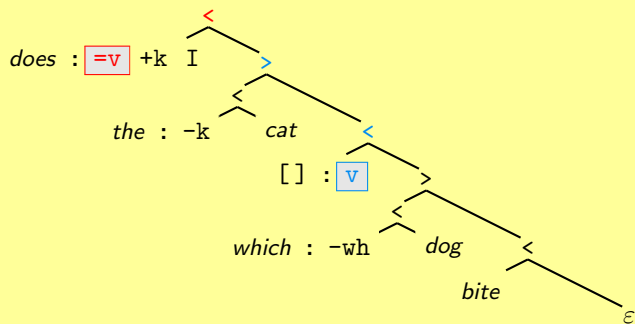 <
does : =v +k I
>
<
the : -k cat
<
[] : v
>
<
which : -wh dog
<
bite
ε